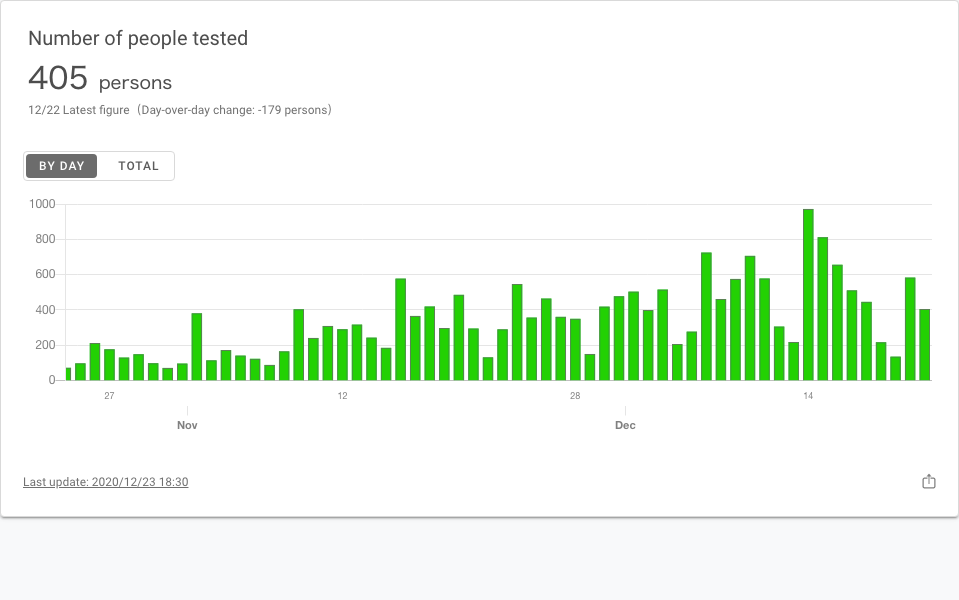 Number of people tested
405 persons
12/22 Latest figure（Day-over-day change: -179 persons）
BY DAY TOTAL
1000
800
600
400
200
0
27 12 28 14
Nov Dec
Last update: 2020/12/23 18:30